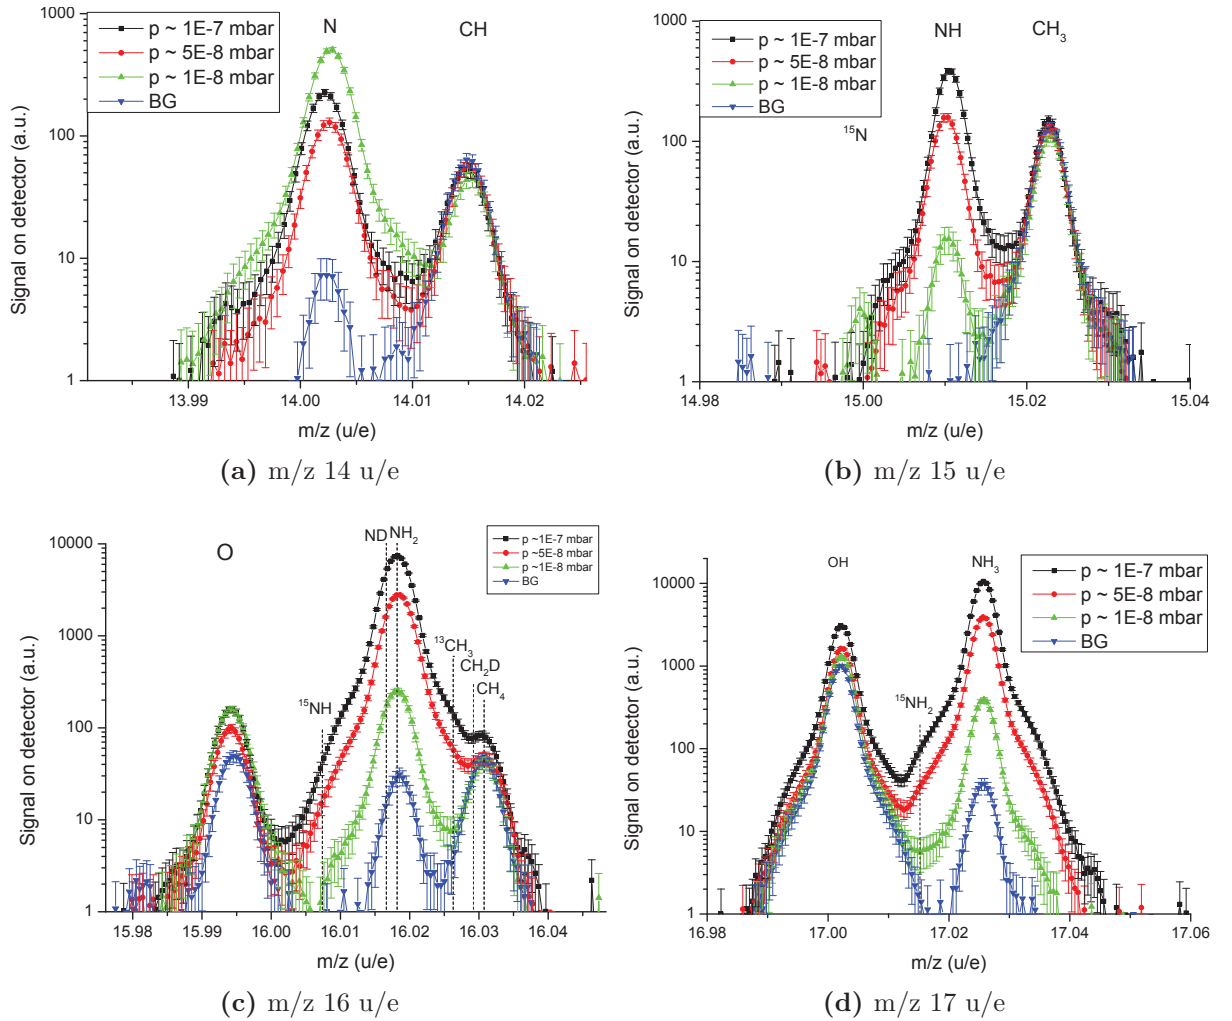 1000
100
10
1
Signal on detector (a.u.)
p ~ 1E-7 mbar
p ~ 5E-8 mbar
p ~ 1E-8 mbar
BG
N
CH
13.99
14.00
14.01
14.02
m/z (u/e)
(a) m/z 14 u/e
1000
100
10
1
Signal on detector (a.u.)
p ~ 1E-7 mbar
p ~ 5E-8 mbar
p ~ 1E-8 mbar
BG
¹⁵N
NH
CH₃
14.98
15.00
15.02
15.04
m/z (u/e)
(b) m/z 15 u/e
10000
1000
100
10
1
Signal on detector (a.u.)
O
ND
NH₂
p ~1E-7 mbar
p ~5E-8 mbar
p ~1E-8 mbar
BG
¹⁵NH
¹³CH₃
CH₂D
CH₄
15.98
15.99
16.00
16.01
16.02
16.03
16.04
m/z (u/e)
(c) m/z 16 u/e
10000
1000
100
10
1
Signal on detector (a.u.)
OH
NH₃
¹⁵NH₂
p ~ 1E-7 mbar
p ~ 5E-8 mbar
p ~ 1E-8 mbar
BG
16.98
17.00
17.02
17.04
17.06
m/z (u/e)
(d) m/z 17 u/e